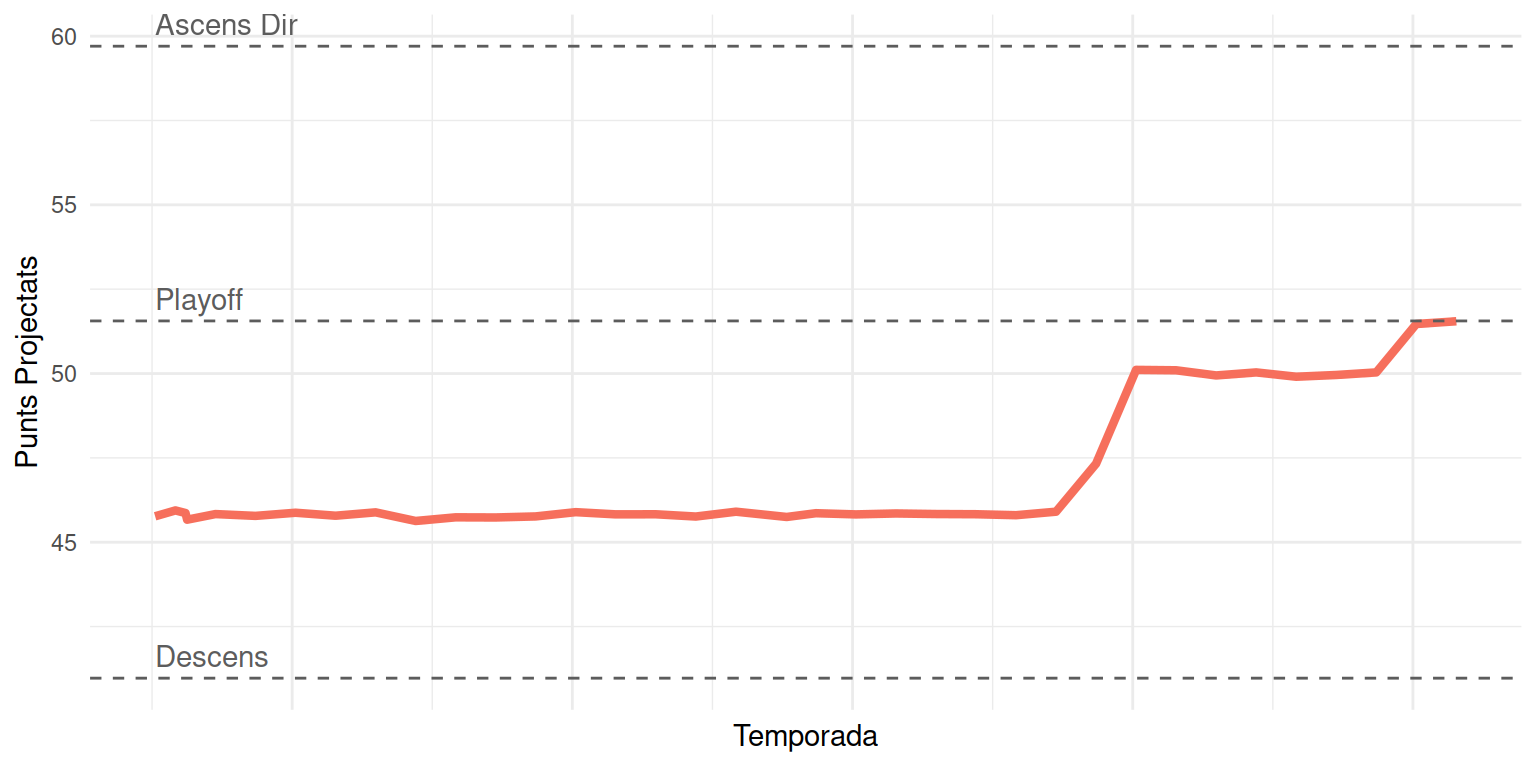 Ascens Dir
60
55
Playoff
50
45
Descens
Punts Projectats
Temporada